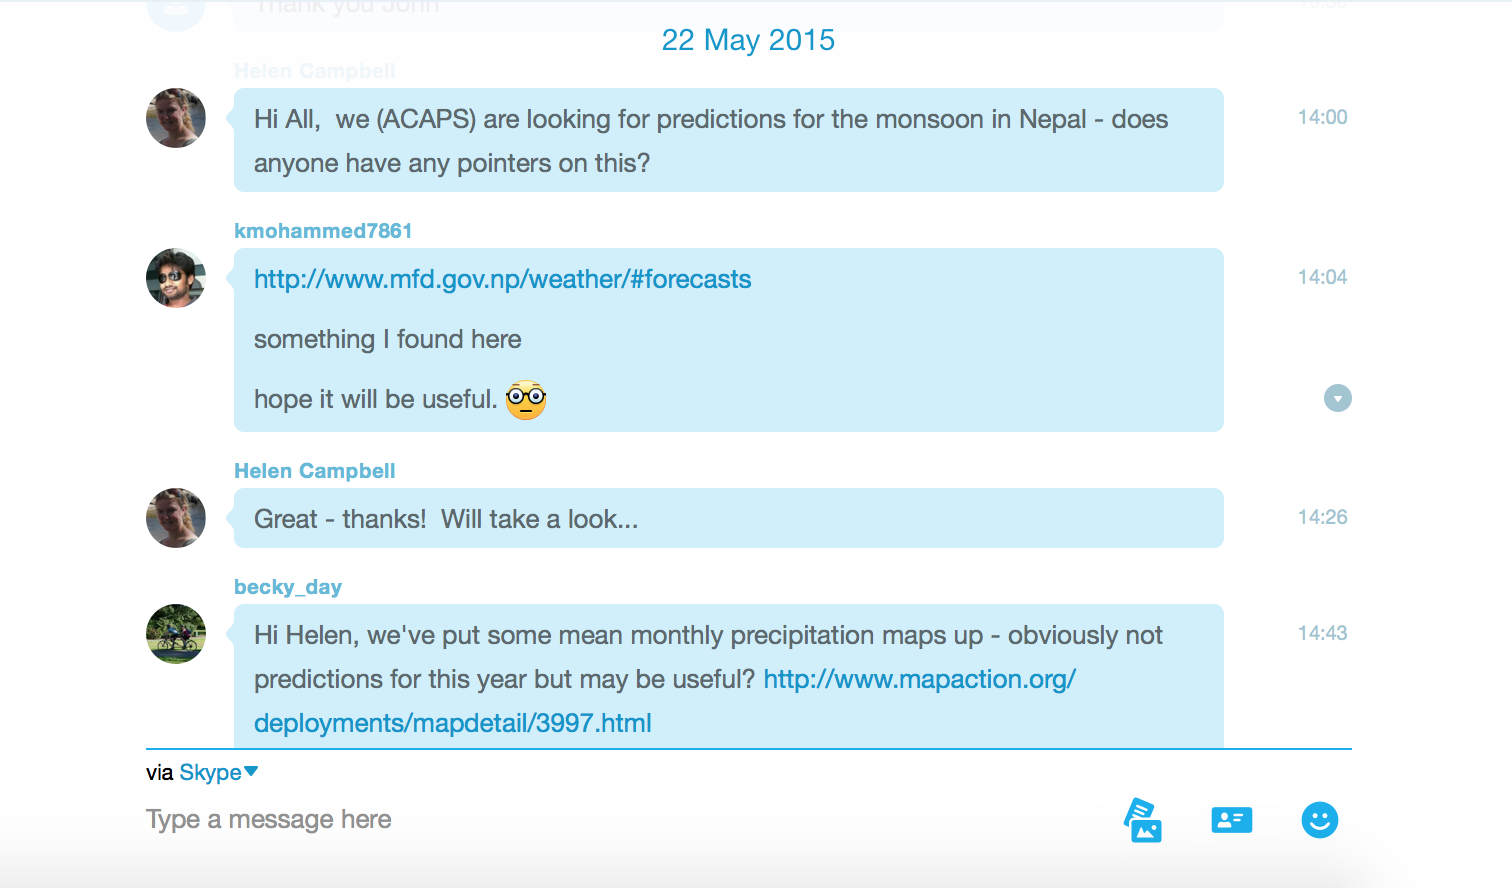 Thank you John
22 May 2015
Helen Campbell
Hi All,  we (ACAPS) are looking for predictions for the monsoon in Nepal - does
14:00
anyone have any pointers on this?
kmohammed7861
http://www.mfd.gov.np/weather/#forecasts
14:04
something I found here
hope it will be useful.
Helen Campbell
Great - thanks!  Will take a look...
14:26
becky_day
Hi Helen, we've put some mean monthly precipitation maps up - obviously not
14:43
predictions for this year but may be useful? http://www.mapaction.org/
deployments/mapdetail/3997.html
via Skype
Type a message here